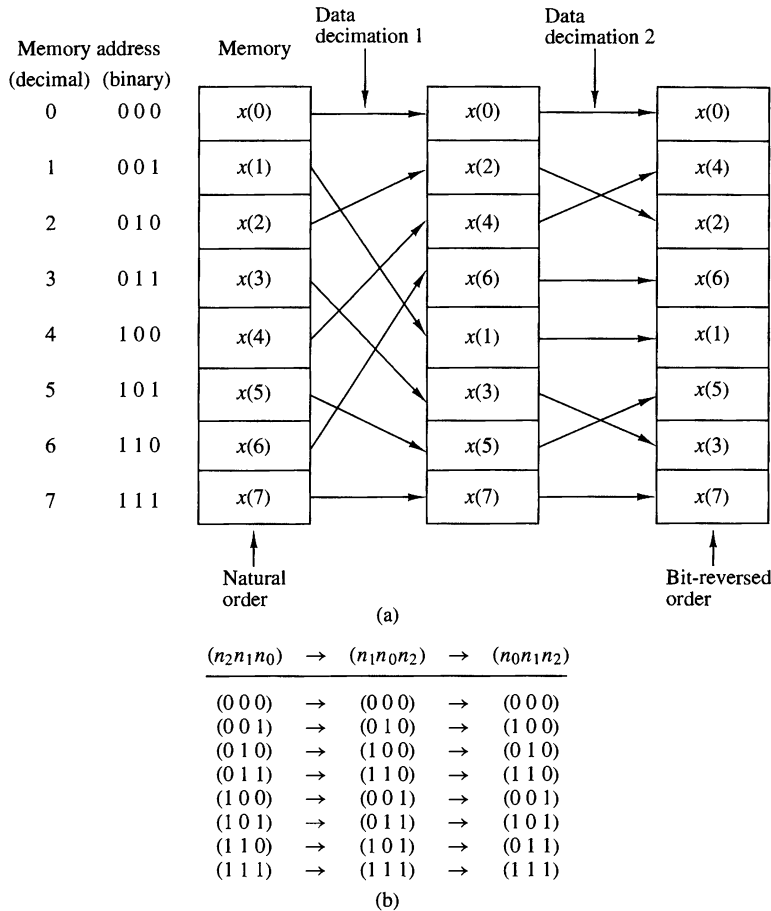 Data
decimation 1
Data
decimation 2
Memory address
Memory
(decimal) (binary)
0 0 0 0 x(0) x(0) x(0)
1 0 0 1 x(1) x(2) x(4)
2 0 1 0 x(2) x(4) x(2)
3 0 1 1 x(3) x(6) x(6)
4 1 0 0 x(4) x(1) x(1)
5 1 0 1 x(5) x(3) x(5)
6 1 1 0 x(6) x(5) x(3)
7 1 1 1 x(7) x(7) x(7)
Natural
order
Bit-reversed
order
(a)
(n₂n₁n₀) → (n₁n₀n₂) → (n₀n₁n₂)
(0 0 0) → (0 0 0) → (0 0 0)
(0 0 1) → (0 1 0) → (1 0 0)
(0 1 0) → (1 0 0) → (0 1 0)
(0 1 1) → (1 1 0) → (1 1 0)
(1 0 0) → (0 0 1) → (0 0 1)
(1 0 1) → (0 1 1) → (1 0 1)
(1 1 0) → (1 0 1) → (0 1 1)
(1 1 1) → (1 1 1) → (1 1 1)
(b)